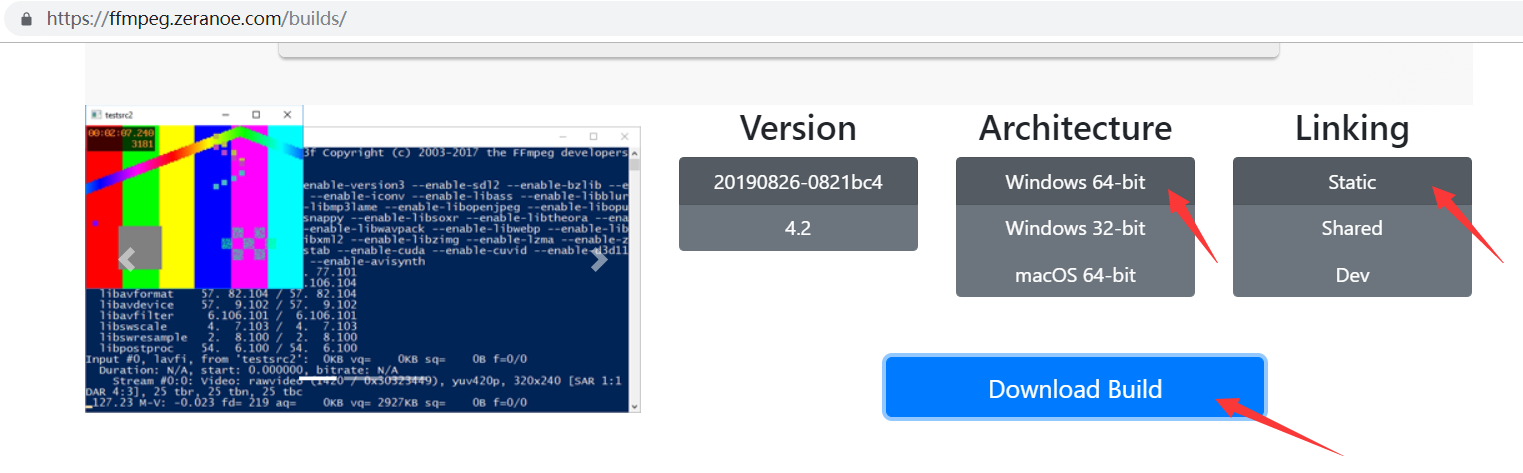 https://ffmpeg.zeranoe.com/builds/
testsrc2
00:02:07.240
3181
3f Copyright (c) 2003-2017 the FFmpeg developers
enable-version3 --enable-sdl2 --enable-bzlib --e
--enable-iconv --enable-libass --enable-libblur
-libmp3lame --enable-libopenjpeg --enable-libopu
snappy --enable-libsoxr --enable-libtheora --ena
--enable-libwavpack --enable-libwebp --enable-lib
ibxml2 --enable-libzimg --enable-lzma --enable-z
stab --enable-cuda --enable-cuvid --enable-d3d11
--enable-avisynth
. 77.101
.106.104
libavformat 57. 82.104 / 57. 82.104
libavdevice 57. 9.102 / 57. 9.102
libavfilter 6.106.101 / 6.106.101
libswscale 4. 7.103 / 4. 7.103
libswresample 2. 8.100 / 2. 8.100
libpostproc 54. 6.100 / 54. 6.100
Input #0, lavfi, from 'testsrc2': 0KB vq= 0KB sq= 0B f=0/0
Duration: N/A, start: 0.000000, bitrate: N/A
Stream #0:0: Video: rawvideo (I420 / 0x30323449), yuv420p, 320x240 [SAR 1:1
DAR 4:3], 25 tbr, 25 tbn, 25 tbc
127.23 M-V: -0.023 fd= 219 aq= 0KB vq= 2927KB sq= 0B f=0/0
Version
20190826-0821bc4
4.2
Architecture
Windows 64-bit
Windows 32-bit
macOS 64-bit
Linking
Static
Shared
Dev
Download Build